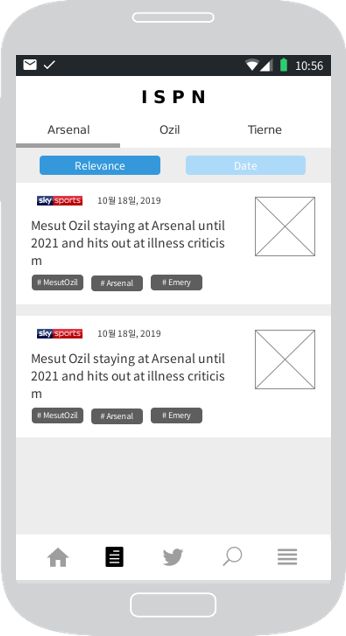 10:56
ISPN
Arsenal Ozil Tierne
Relevance Date
sky sports 10월 18일, 2019
Mesut Ozil staying at Arsenal until
2021 and hits out at illness criticis
m
# MesutOzil # Arsenal # Emery
sky sports 10월 18일, 2019
Mesut Ozil staying at Arsenal until
2021 and hits out at illness criticis
m
# MesutOzil # Arsenal # Emery